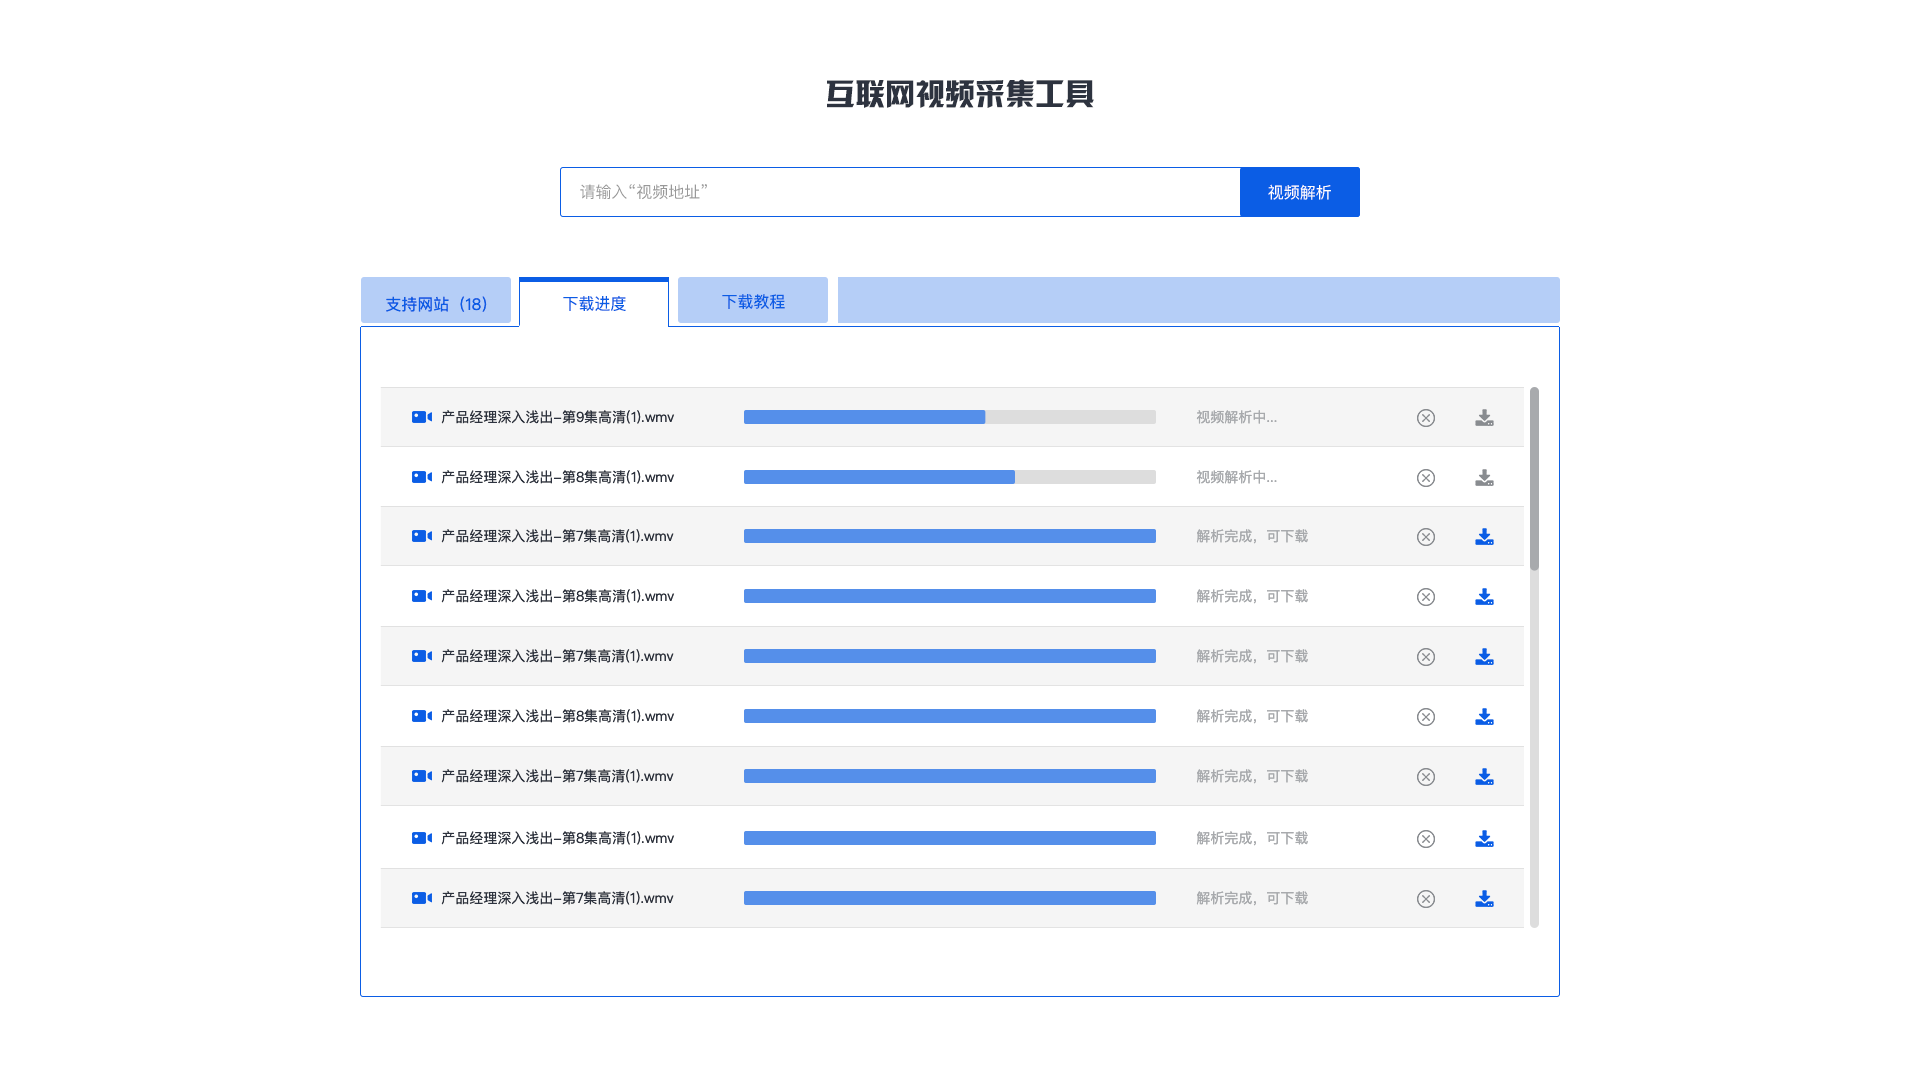 互联网视频采集工具
请输入“视频地址” 视频解析
支持网站（18） 下载进度 下载教程
产品经理深入浅出-第9集高清(1).wmv 视频解析中...
产品经理深入浅出-第8集高清(1).wmv 视频解析中...
产品经理深入浅出-第7集高清(1).wmv 解析完成，可下载
产品经理深入浅出-第8集高清(1).wmv 解析完成，可下载
产品经理深入浅出-第7集高清(1).wmv 解析完成，可下载
产品经理深入浅出-第8集高清(1).wmv 解析完成，可下载
产品经理深入浅出-第7集高清(1).wmv 解析完成，可下载
产品经理深入浅出-第8集高清(1).wmv 解析完成，可下载
产品经理深入浅出-第7集高清(1).wmv 解析完成，可下载